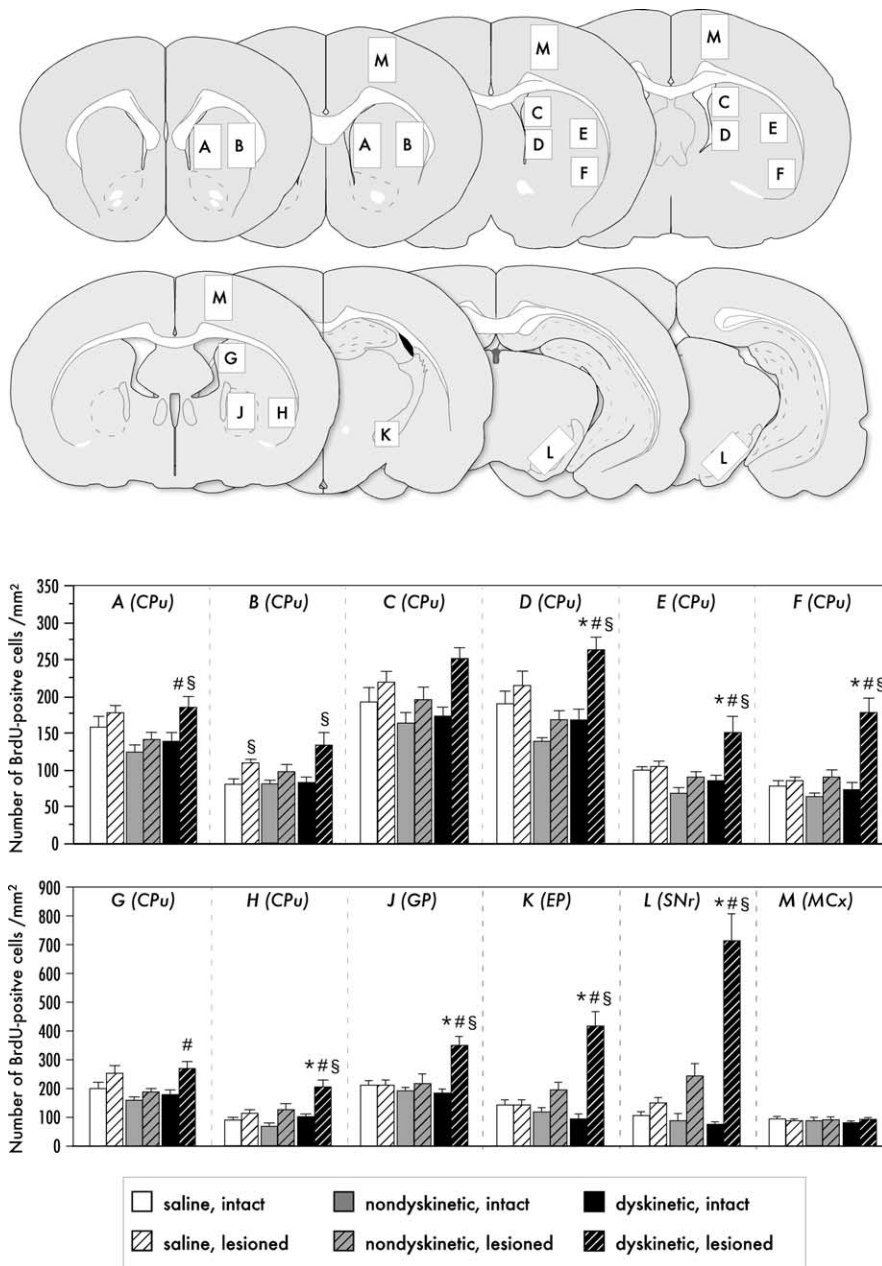 M M M
C C
A B A B E D E
D
F F
M
G
J H
K L L
350 A (CPu) B (CPu) C (CPu) D (CPu) E (CPu) F (CPu)
300
*#§
250
*#§
200 #§ *#§
150 § §
100
50
0
Number of BrdU-positve cells /mm²
900 G (CPu) H (CPu) J (GP) K (EP) L (SNr) M (MCx)
800 *#§
700
600
500 *#§
400 *#§
300 # *#§
200
100
0
Number of BrdU-positve cells /mm²
saline, intact nondyskinetic, intact dyskinetic, intact
saline, lesioned nondyskinetic, lesioned dyskinetic, lesioned